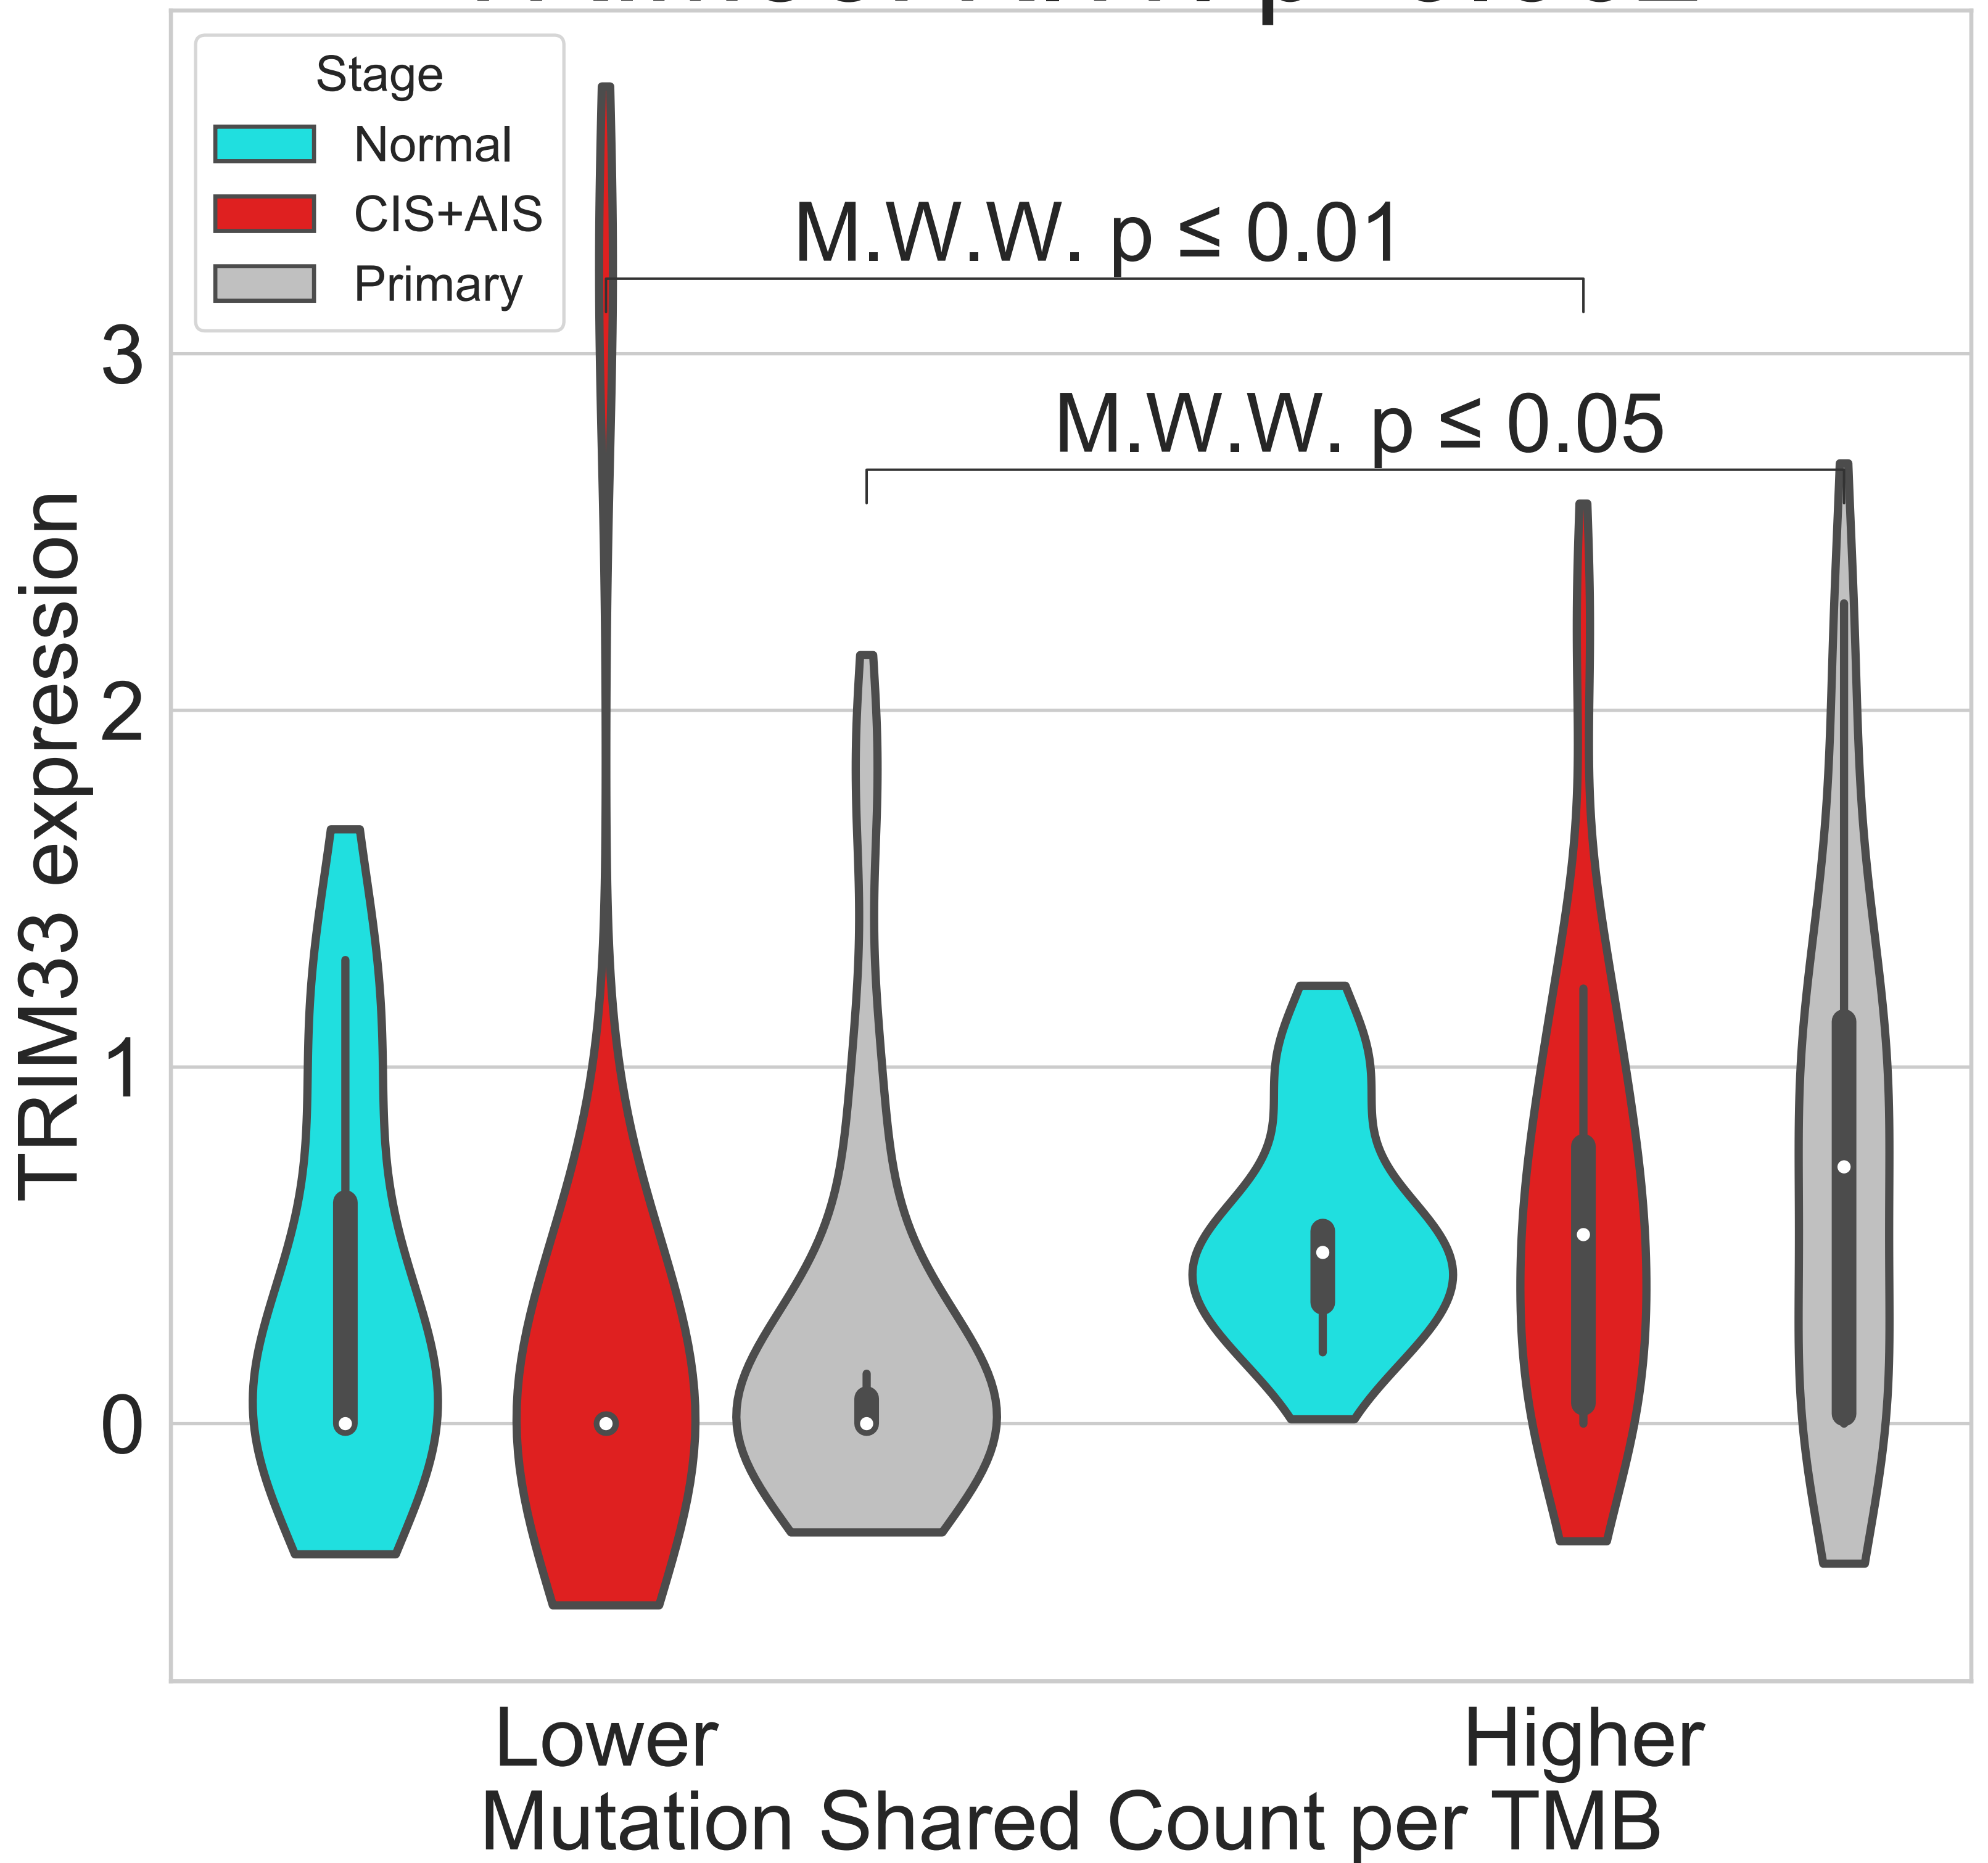 Stage
Normal
CIS+AIS
Primary
M.W.W. p ≤ 0.01
M.W.W. p ≤ 0.05
3
2
1
0
TRIM33 expression
Lower
Higher
Mutation Shared Count per TMB